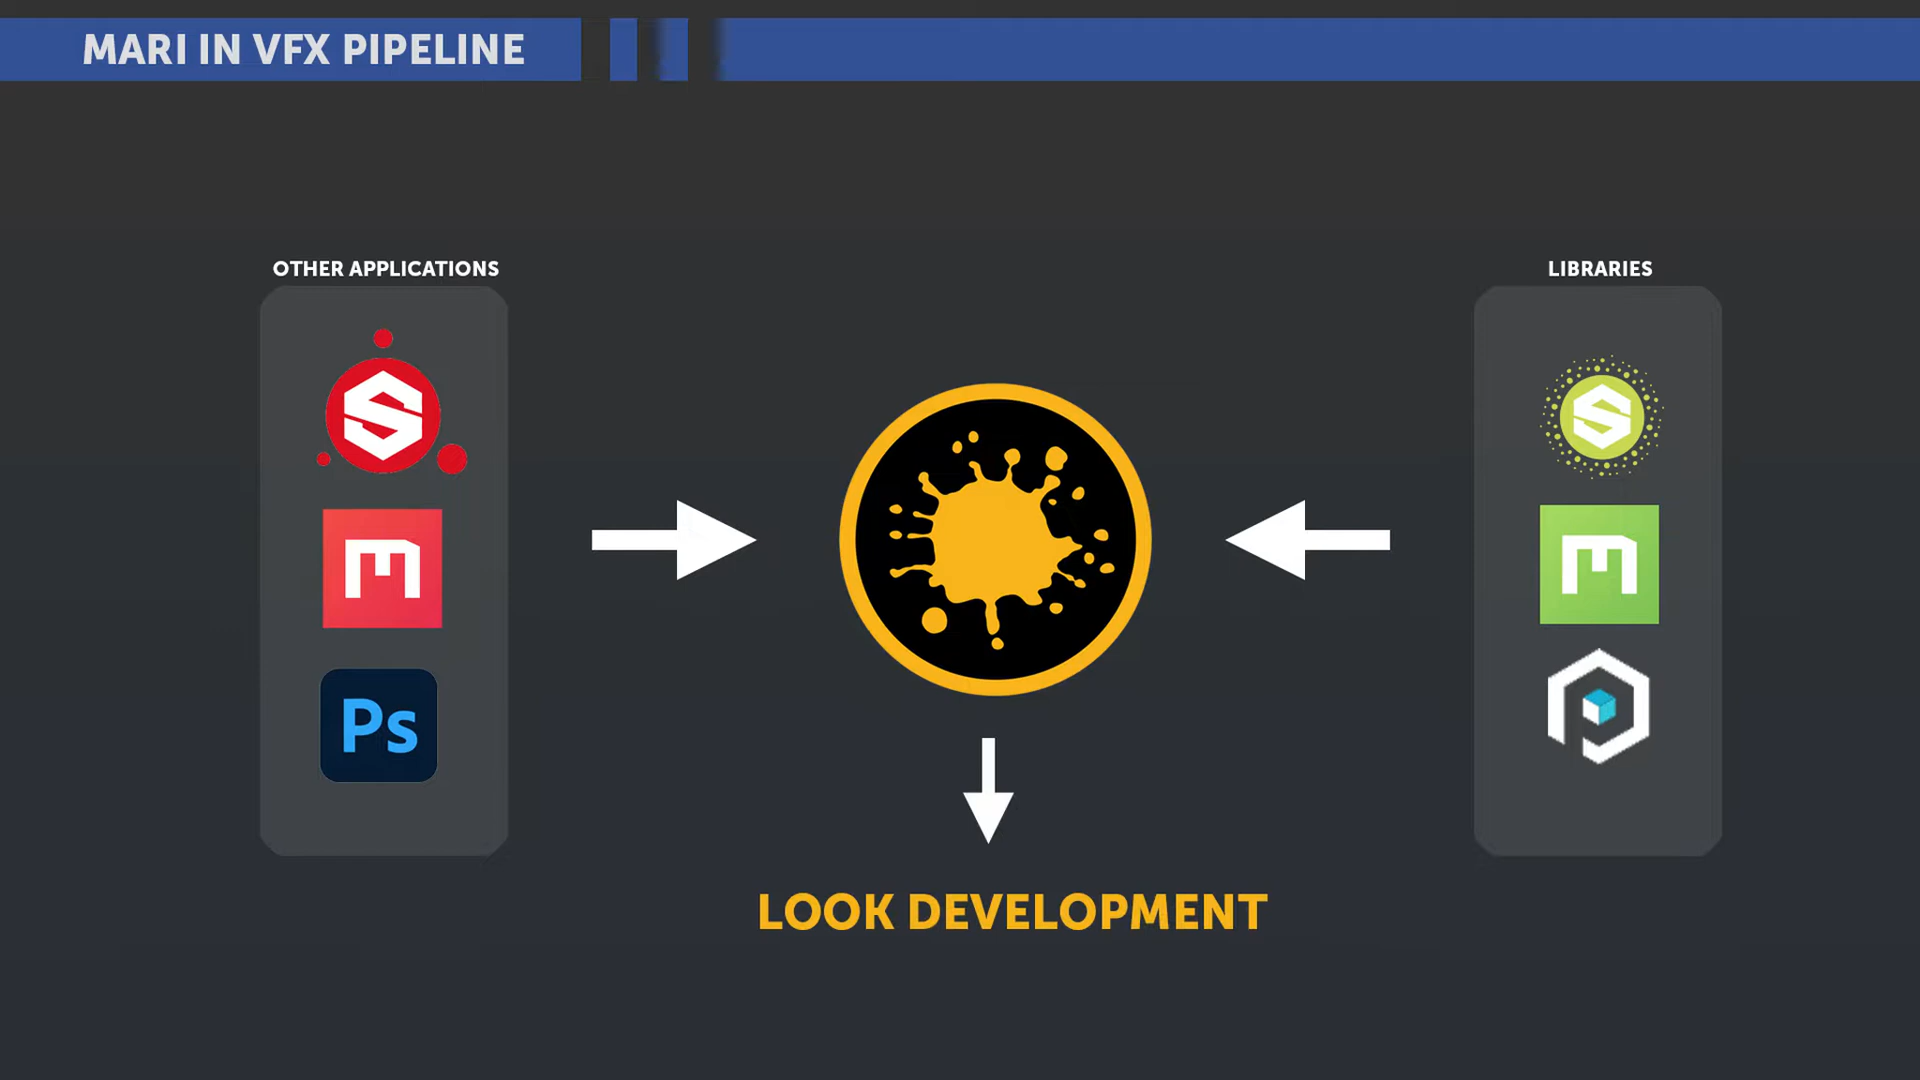 MARI IN VFX PIPELINE
OTHER APPLICATIONS
LIBRARIES
S
S
m
m
Ps
LOOK DEVELOPMENT